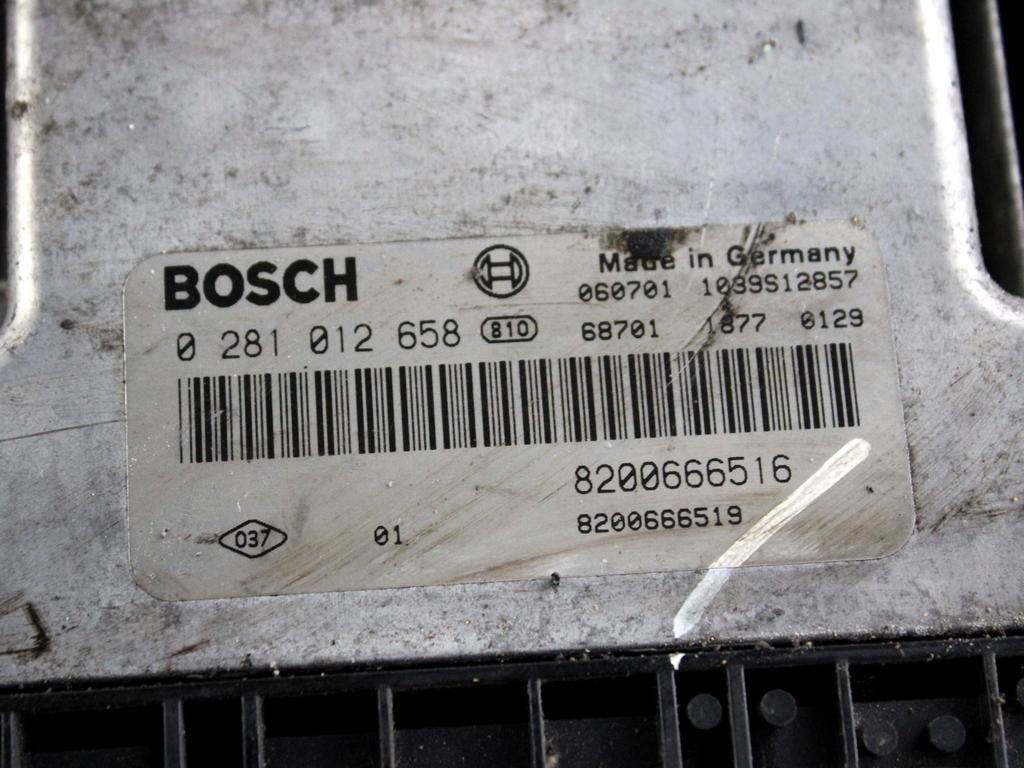 BOSCH
Made in Germany
060701 1039S12857
0 281 012 658 810
68701 1877 0129
8200666516
037 01
8200666519